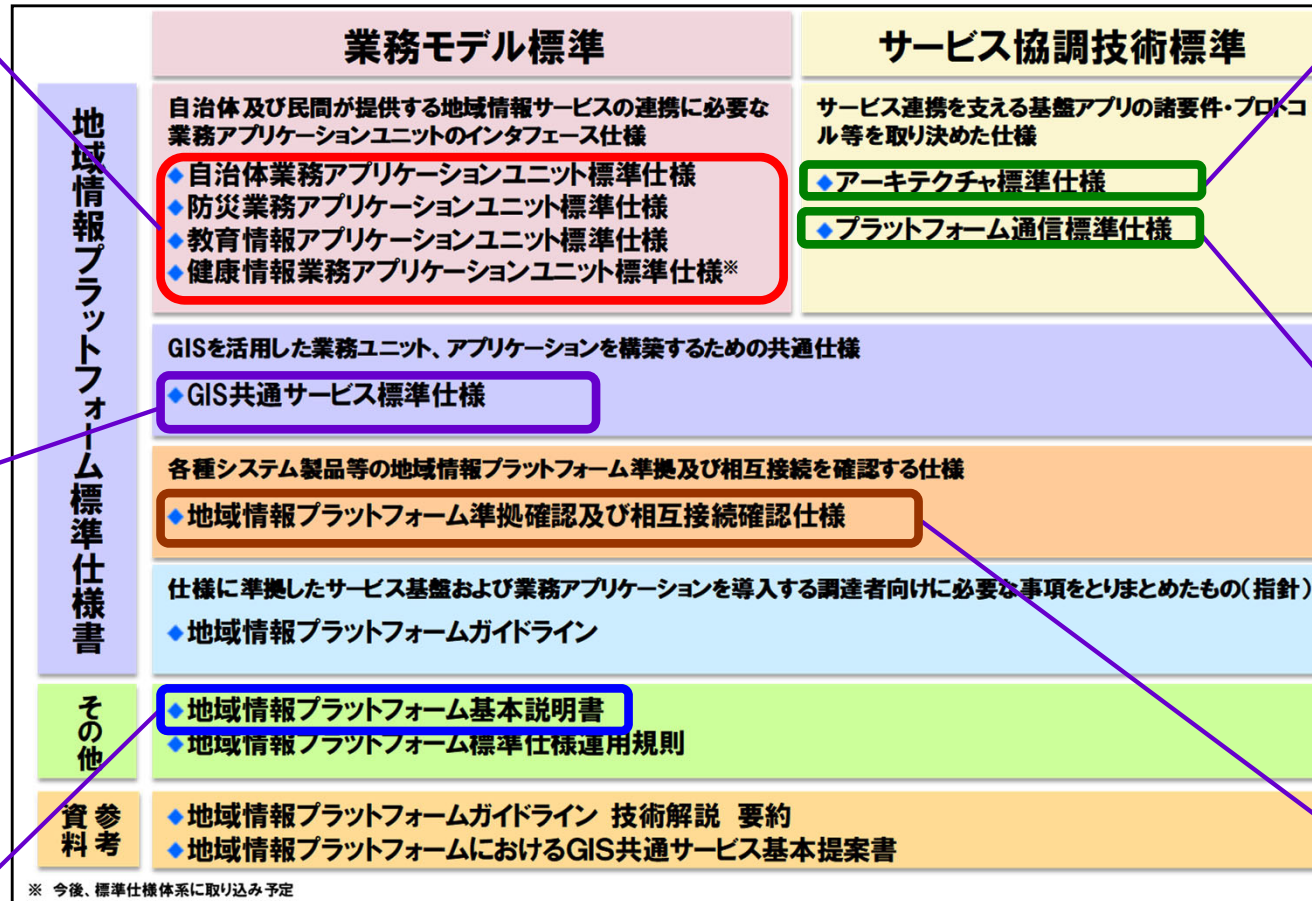 業務モデル標準
サービス協調技術標準
地域情報プラットフォーム標準仕様書
自治体及び民間が提供する地域情報サービスの連携に必要な
業務アプリケーションユニットのインタフェース仕様
◆自治体業務アプリケーションユニット標準仕様
◆防災業務アプリケーションユニット標準仕様
◆教育情報アプリケーションユニット標準仕様
◆健康情報業務アプリケーションユニット標準仕様※
サービス連携を支える基盤アプリの諸要件・プロトコ
ル等を取り決めた仕様
◆アーキテクチャ標準仕様
◆プラットフォーム通信標準仕様
GISを活用した業務ユニット、アプリケーションを構築するための共通仕様
◆GIS共通サービス標準仕様
各種システム製品等の地域情報プラットフォーム準拠及び相互接続を確認する仕様
◆地域情報プラットフォーム準拠確認及び相互接続確認仕様
仕様に準拠したサービス基盤および業務アプリケーションを導入する調達者向けに必要な事項をとりまとめたもの(指針)
◆地域情報プラットフォームガイドライン
その他
◆地域情報プラットフォーム基本説明書
◆地域情報プラットフォーム標準仕様運用規則
参考
資料
◆地域情報プラットフォームガイドライン 技術解説 要約
◆地域情報プラットフォームにおけるGIS共通サービス基本提案書
※ 今後、標準仕様体系に取り込み予定